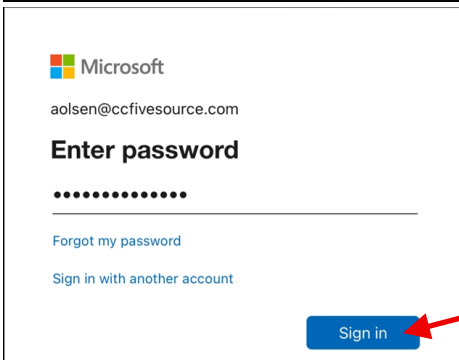 Microsoft
aolsen@ccfivesource.com
Enter password
••••••••••••••
Forgot my password
Sign in with another account
Sign in